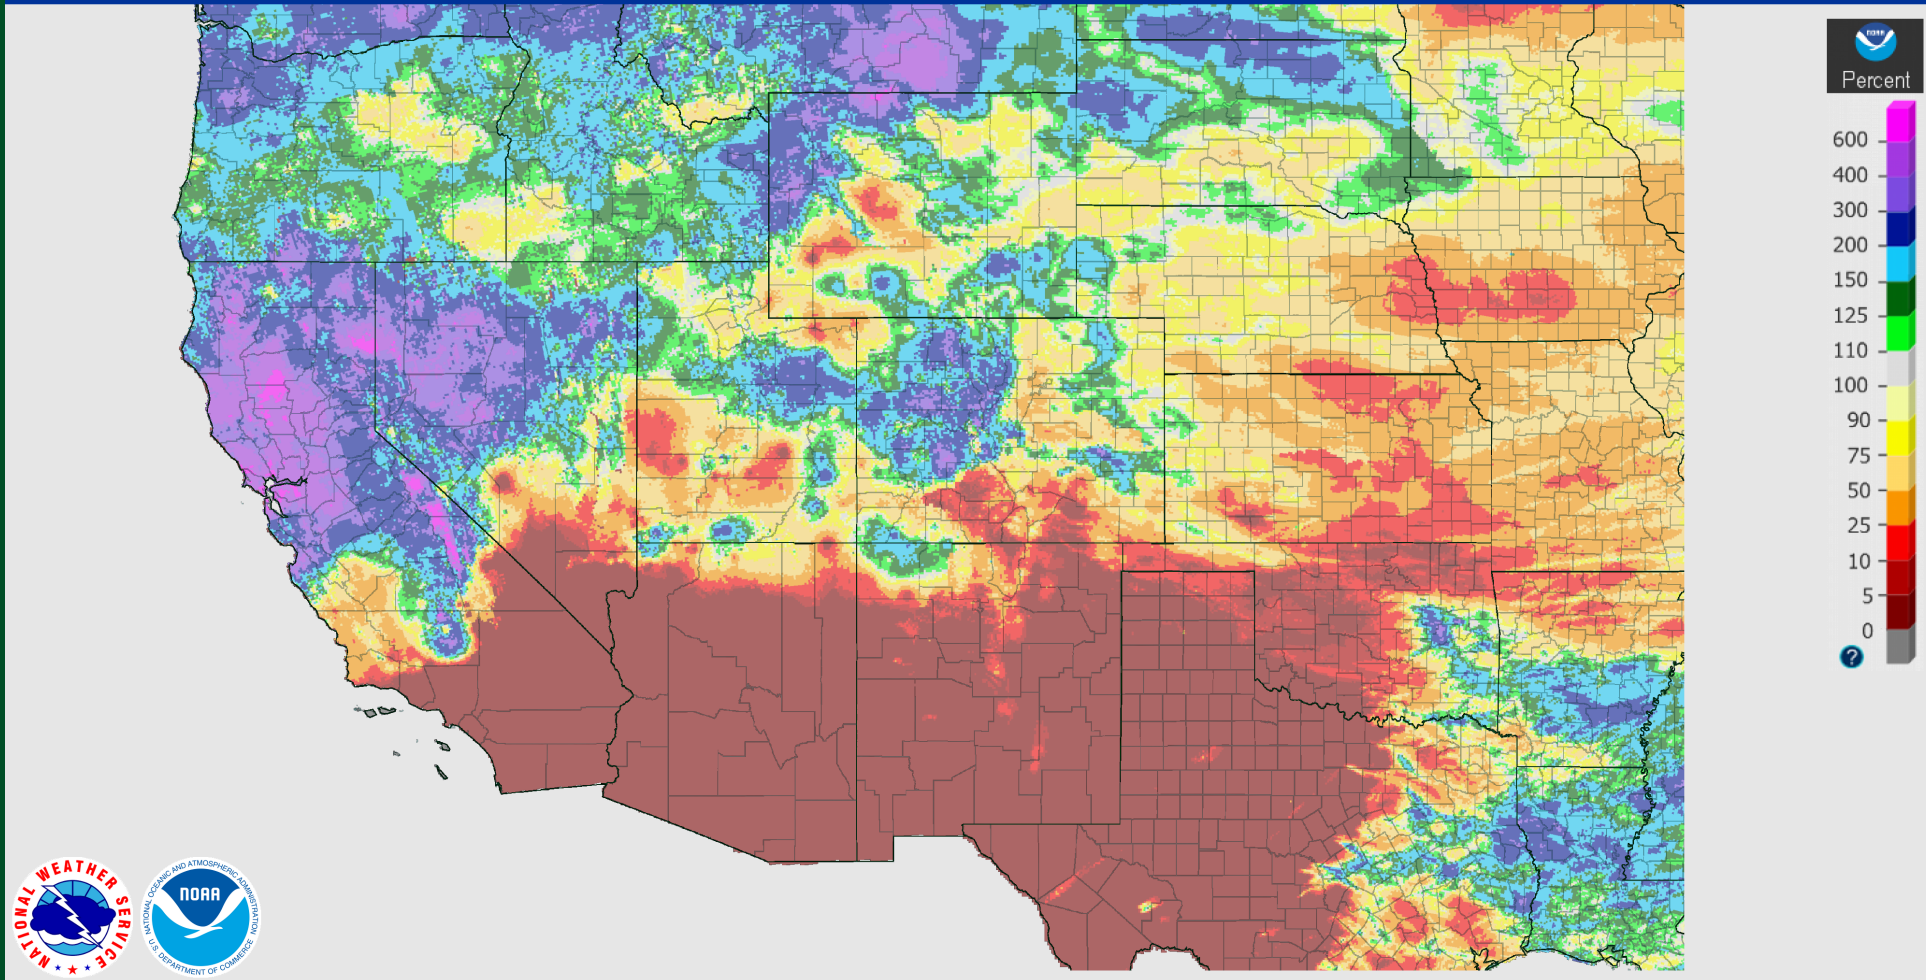 NOAA
Percent
600
400
300
200
150
125
110
100
90
75
50
25
10
5
0
?
NATIONAL WEATHER SERVICE
NATIONAL OCEANIC AND ATMOSPHERIC ADMINISTRATION
NOAA
U.S. DEPARTMENT OF COMMERCE